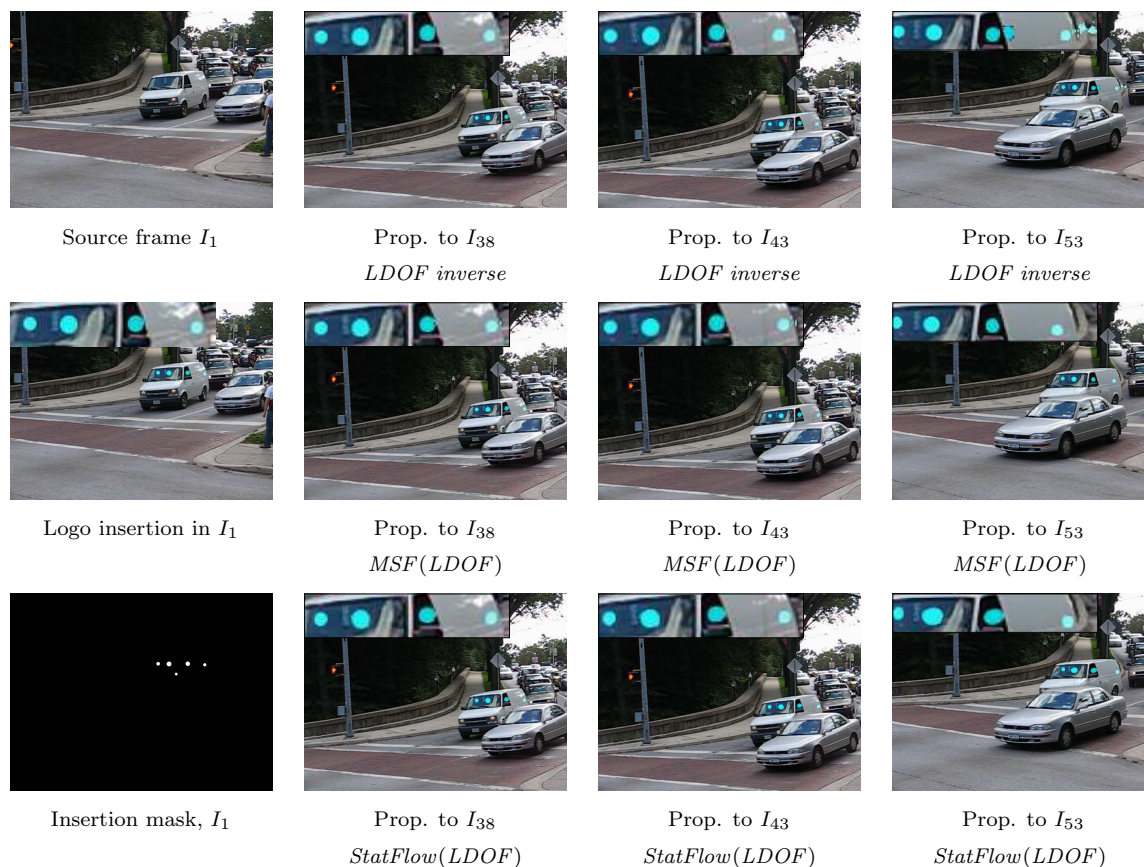 Source frame I₁
Prop. to I₃₈
LDOF inverse
Prop. to I₄₃
LDOF inverse
Prop. to I₅₃
LDOF inverse
Logo insertion in I₁
Prop. to I₃₈
MSF(LDOF)
Prop. to I₄₃
MSF(LDOF)
Prop. to I₅₃
MSF(LDOF)
Insertion mask, I₁
Prop. to I₃₈
StatFlow(LDOF)
Prop. to I₄₃
StatFlow(LDOF)
Prop. to I₅₃
StatFlow(LDOF)